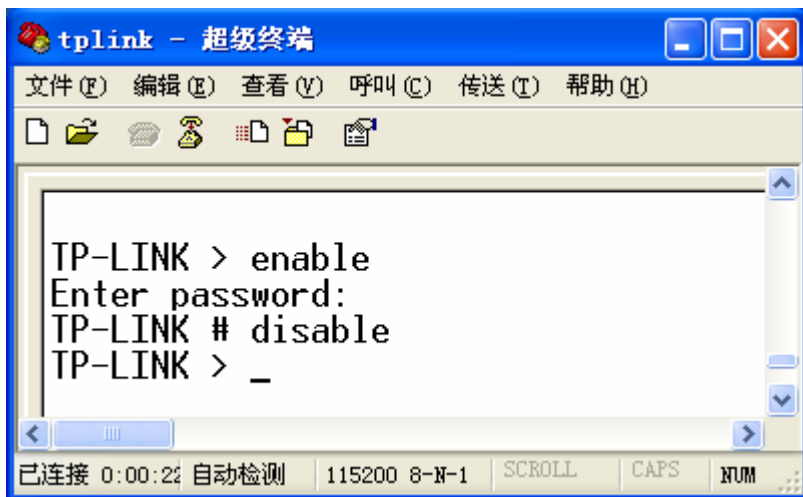 tplink - 超级终端
文件(F) 编辑(E) 查看(V) 呼叫(C) 传送(T) 帮助(H)
TP-LINK > enable
Enter password:
TP-LINK # disable
TP-LINK > _
已连接 0:00:22 自动检测 115200 8-N-1 SCROLL CAPS NUM